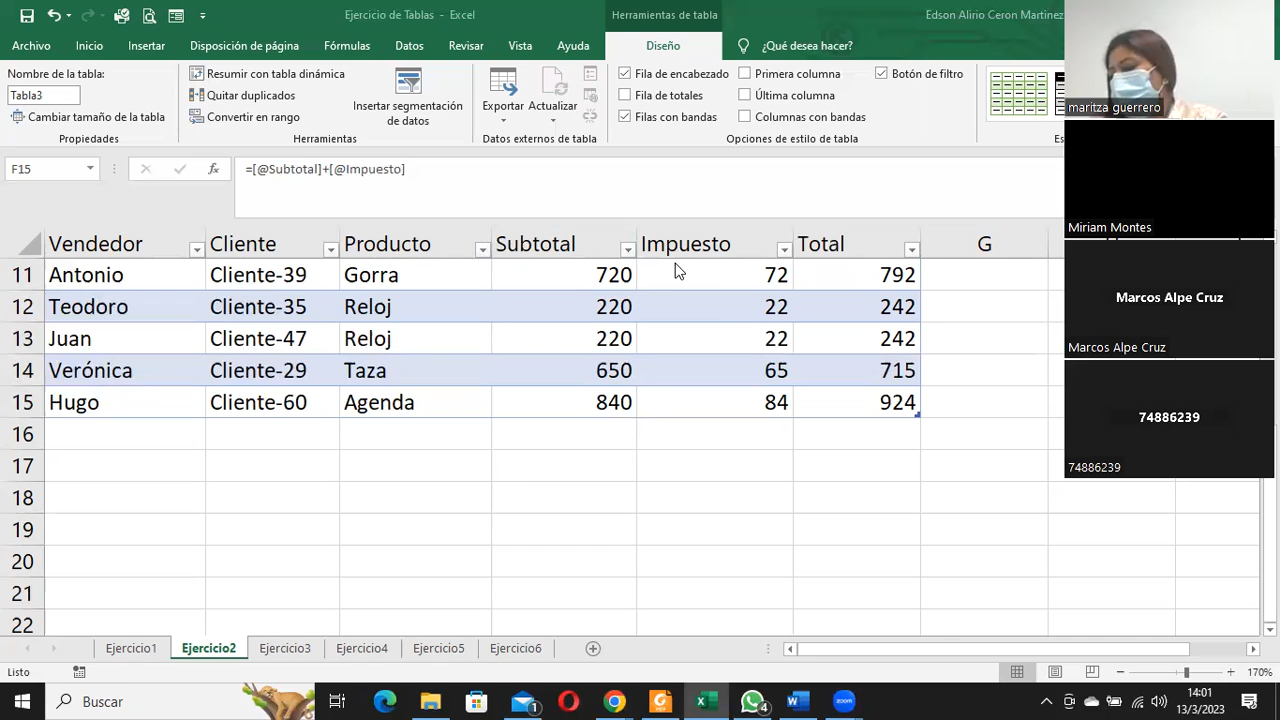 Ejercicio de Tablas - Excel
Herramientas de tabla
Edson Alirio Ceron Martinez
Archivo Inicio Insertar Disposición de página Fórmulas Datos Revisar Vista Ayuda Diseño ¿Qué desea hacer?
Nombre de la tabla:
Tabla3
Cambiar tamaño de la tabla
Propiedades
Resumir con tabla dinámica
Quitar duplicados
Convertir en rango
Insertar segmentación
de datos
Herramientas
Exportar Actualizar
Datos externos de tabla
Fila de encabezado Primera columna Botón de filtro
Fila de totales Última columna
Filas con bandas Columnas con bandas
Opciones de estilo de tabla
maritza guerrero
F15 fx =[@Subtotal]+[@Impuesto]
Miriam Montes
Vendedor Cliente Producto Subtotal Impuesto Total G
11 Antonio Cliente-39 Gorra 720 72 792
12 Teodoro Cliente-35 Reloj 220 22 242
13 Juan Cliente-47 Reloj 220 22 242
14 Verónica Cliente-29 Taza 650 65 715
15 Hugo Cliente-60 Agenda 840 84 924
16
17
18
19
20
21
22
Marcos Alpe Cruz
Marcos Alpe Cruz
74886239
74886239
Ejercicio1 Ejercicio2 Ejercicio3 Ejercicio4 Ejercicio5 Ejercicio6
Listo
170%
Buscar
1
4
zoom
14:01
13/3/2023